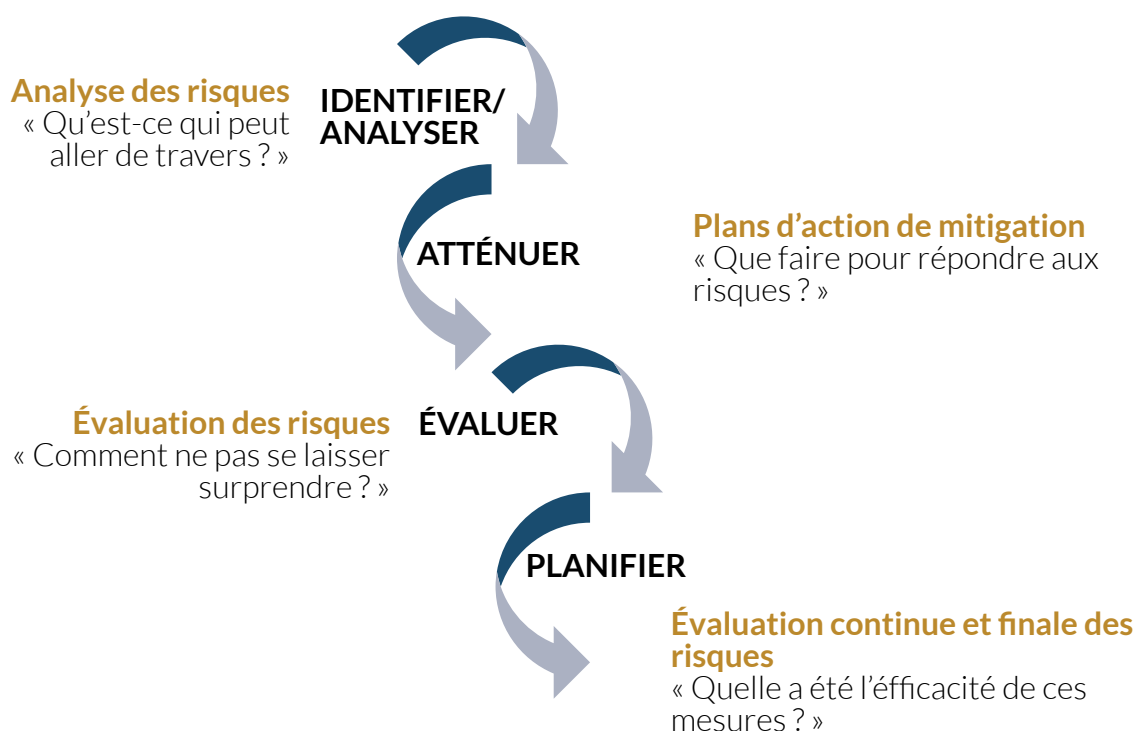 Analyse des risques
« Qu’est-ce qui peut
aller de travers ? »
IDENTIFIER/
ANALYSER
ATTÉNUER
Plans d’action de mitigation
« Que faire pour répondre aux
risques ? »
Évaluation des risques
« Comment ne pas se laisser
surprendre ? »
ÉVALUER
PLANIFIER
Évaluation continue et finale des
risques
« Quelle a été l’éfficacité de ces
mesures ? »